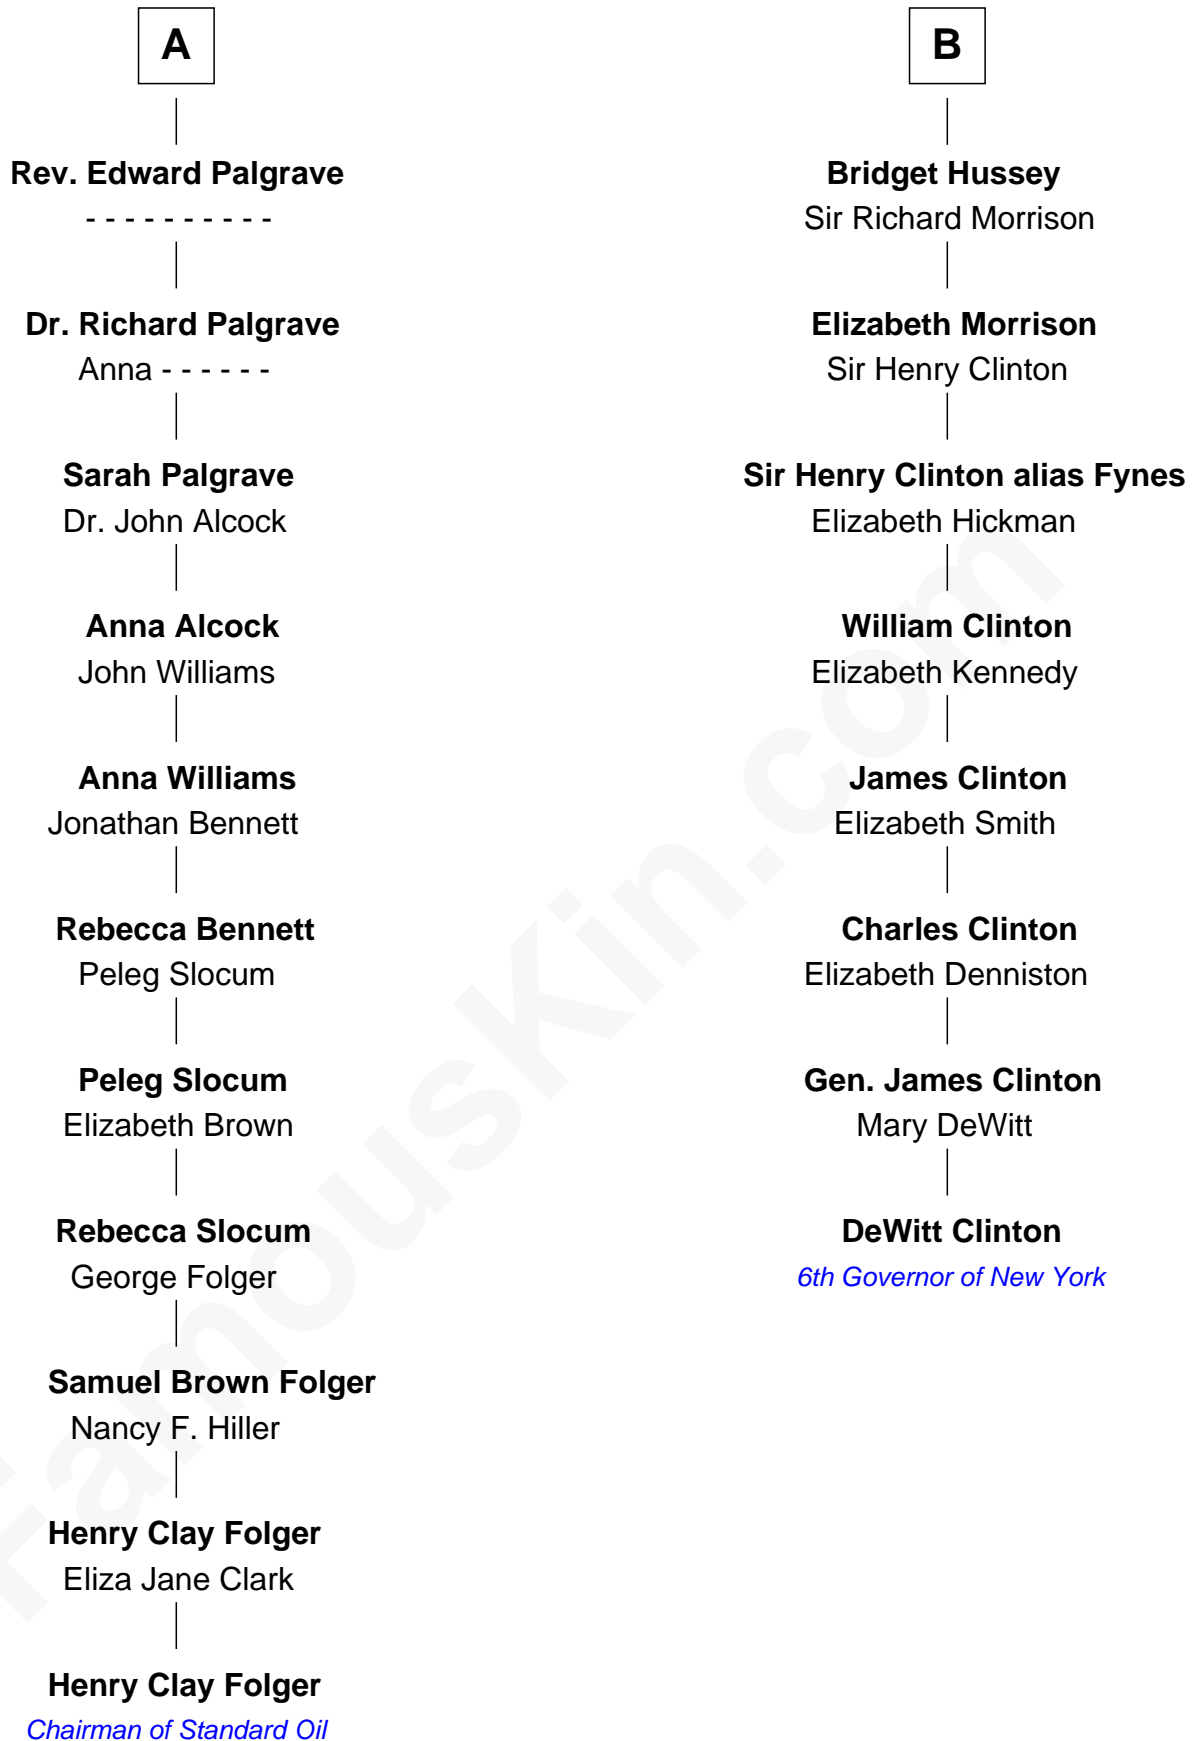 A
Rev. Edward Palgrave
- - - - - - - - - -
Dr. Richard Palgrave
Anna - - - - - -
Sarah Palgrave
Dr. John Alcock
Anna Alcock
John Williams
Anna Williams
Jonathan Bennett
Rebecca Bennett
Peleg Slocum
Peleg Slocum
Elizabeth Brown
Rebecca Slocum
George Folger
Samuel Brown Folger
Nancy F. Hiller
Henry Clay Folger
Eliza Jane Clark
Henry Clay Folger
Chairman of Standard Oil
B
Bridget Hussey
Sir Richard Morrison
Elizabeth Morrison
Sir Henry Clinton
Sir Henry Clinton alias Fynes
Elizabeth Hickman
William Clinton
Elizabeth Kennedy
James Clinton
Elizabeth Smith
Charles Clinton
Elizabeth Denniston
Gen. James Clinton
Mary DeWitt
DeWitt Clinton
6th Governor of New York
FamousKin.com